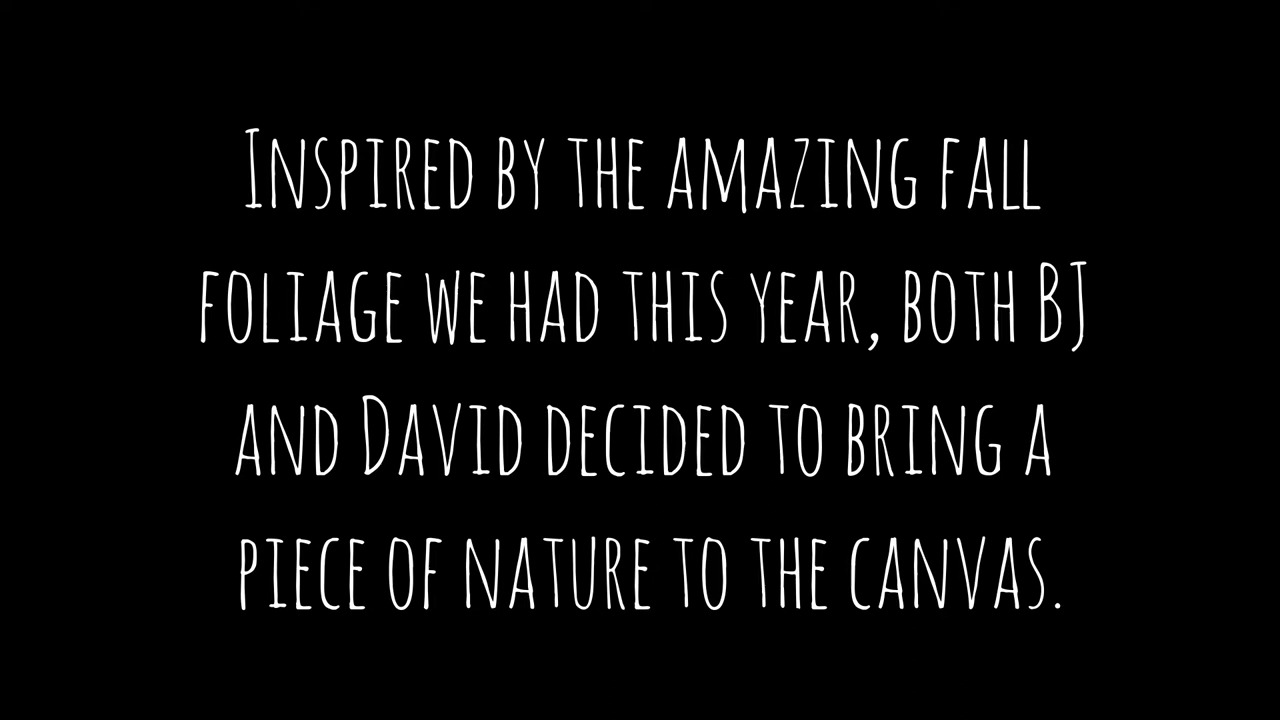 Inspired by the amazing fall
foliage we had this year, both BJ
and David decided to bring a
piece of nature to the canvas.